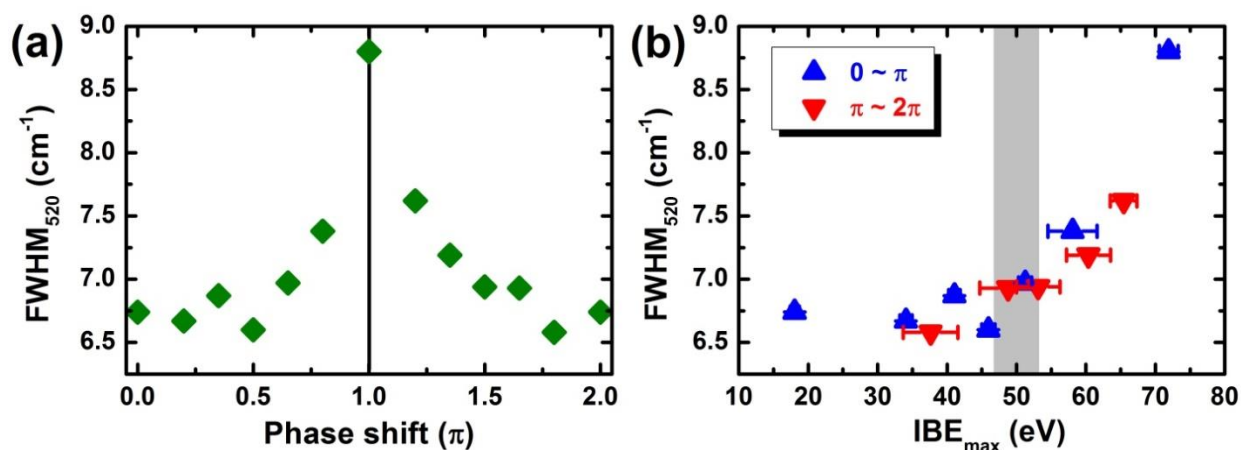 (a)
9.0
8.5
8.0
7.5
7.0
6.5
FWHM520 (cm-1)
0.0 0.5 1.0 1.5 2.0
Phase shift (π)
(b)
9.0
8.5
8.0
7.5
7.0
6.5
FWHM520 (cm-1)
0 ~ π
π ~ 2π
10 20 30 40 50 60 70 80
IBEmax (eV)